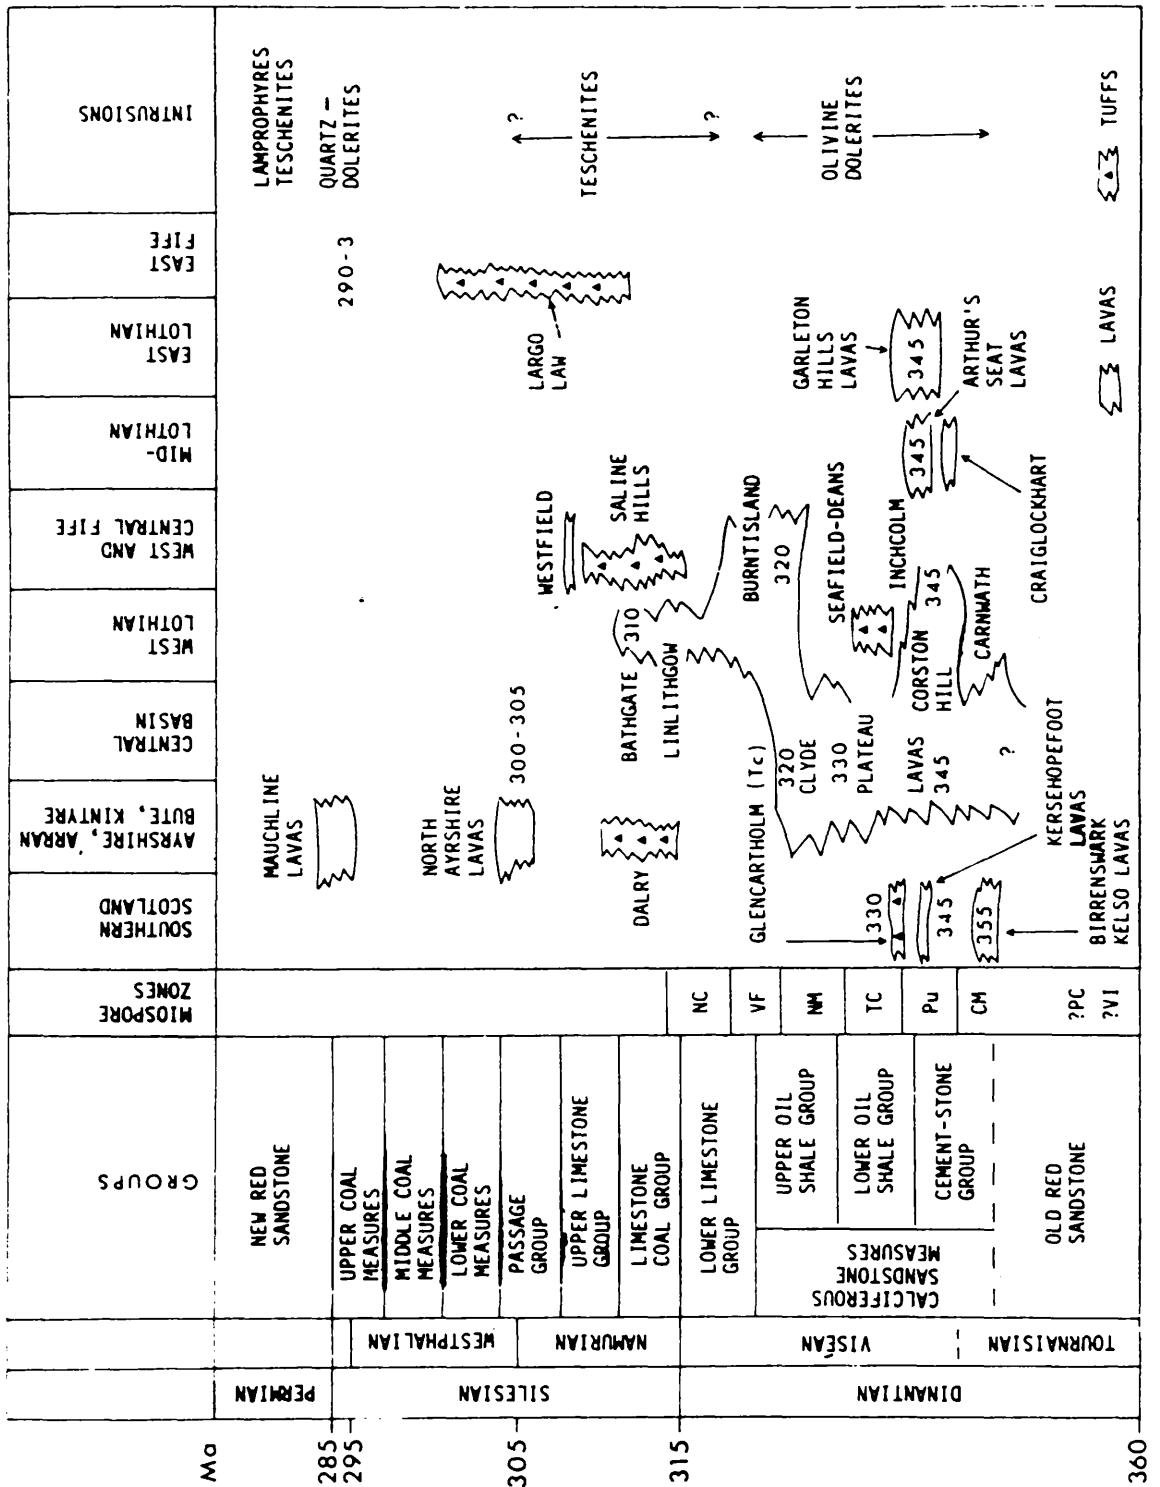 Ma
GROUPS
MIOSPORE
ZONES
SOUTHERN
SCOTLAND
AYRSHIRE, ARRAN
BUTE, KINTYRE
CENTRAL
BASIN
WEST
LOTHIAN
WEST AND
CENTRAL FIFE
MID-
LOTHIAN
EAST
LOTHIAN
EAST
FIFE
INTRUSIONS
285
295
305
315
360
PERMIAN
SILESIAN
DINANTIAN
WESTPHALIAN
NAMURIAN
VISÉAN
TOURNAISIAN
NEW RED
SANDSTONE
UPPER COAL
MEASURES
MIDDLE COAL
MEASURES
LOWER COAL
MEASURES
PASSAGE
GROUP
UPPER LIMESTONE
GROUP
LIMESTONE
COAL GROUP
LOWER LIMESTONE
GROUP
CALCIFEROUS
SANDSTONE
MEASURES
UPPER OIL
SHALE GROUP
LOWER OIL
SHALE GROUP
CEMENT-STONE
GROUP
OLD RED
SANDSTONE
NC
VF
NM
TC
Pu
CM
?PC
?VI
GLENCARTHOLM (Tc)
330
345
355
KERSEHOPEFOOT
LAVAS
BIRRENSWARK
KELSO LAVAS
MAUCHLINE
LAVAS
NORTH
AYRSHIRE
LAVAS
300-305
DALRY
320
CLYDE
330
PLATEAU
LAVAS
345
?
BATHGATE
310
LINLITHGOW
CORSTON
HILL
345
CARNWATH
SEAFIELD-DEANS
INCHCOLM
WESTFIELD
SALINE
HILLS
BURNTISLAND
320
345
CRAIGLOCKHART
GARLETON
HILLS
LAVAS
345
ARTHUR'S
SEAT
LAVAS
LARGO
LAW
290-3
LAMPROPHYRES
TESCHENITES
QUARTZ-
DOLERITES
?
TESCHENITES
?
OLIVINE
DOLERITES
LAVAS
TUFFS